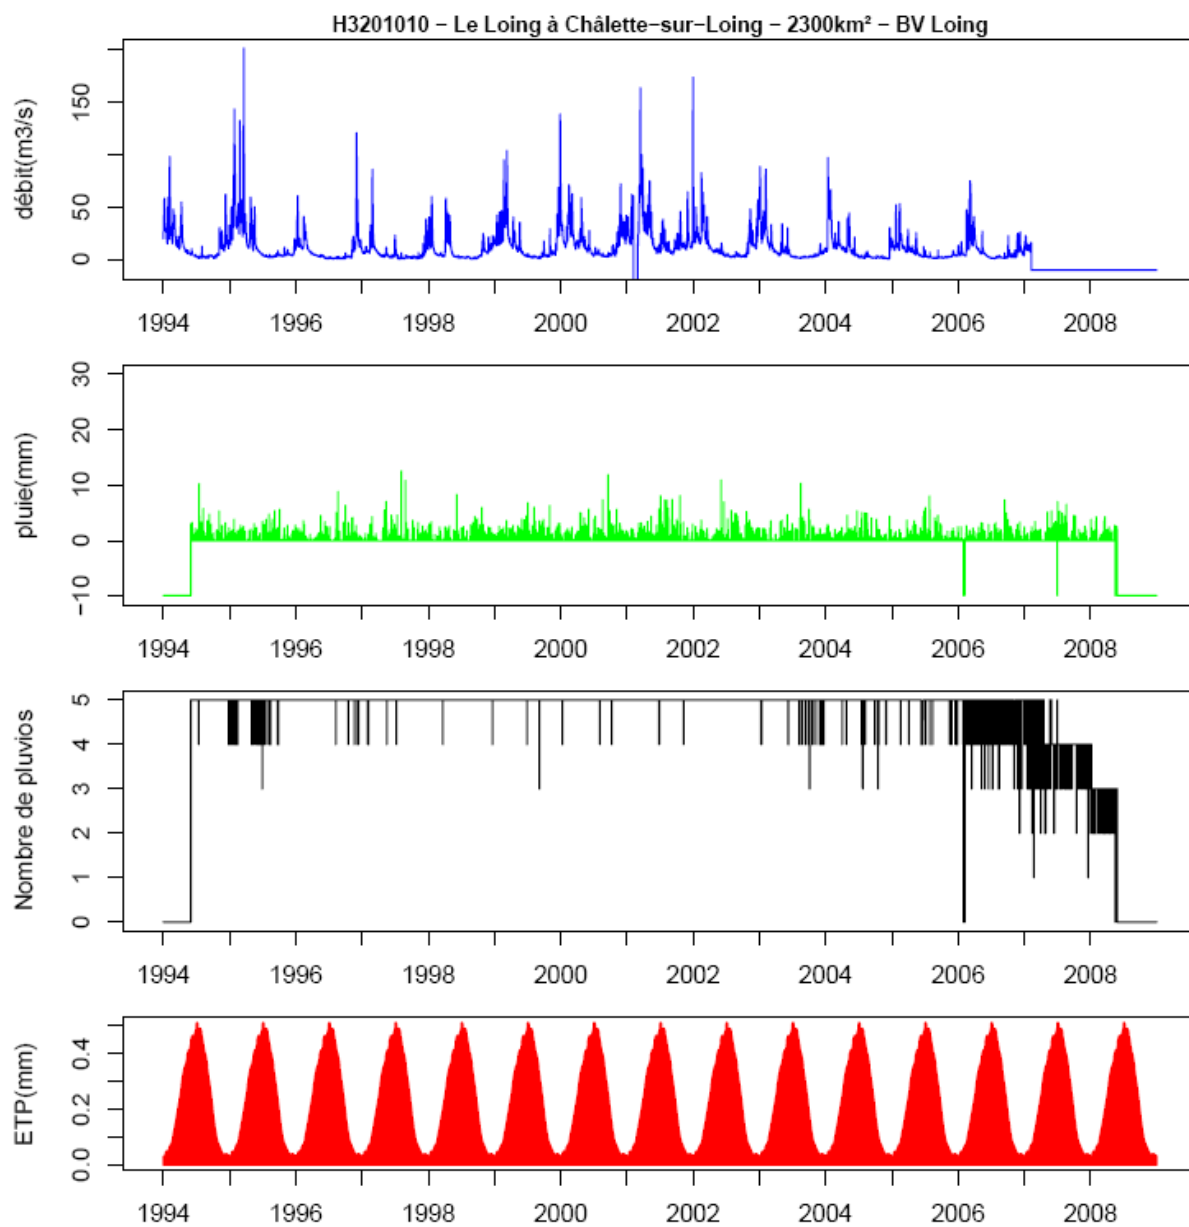 H3201010 − Le Loing à Châlette−sur−Loing − 2300km² − BV Loing
débit(m3/s)
0 50 150
1994 1996 1998 2000 2002 2004 2006 2008
pluie(mm)
−10 0 10 20 30
1994 1996 1998 2000 2002 2004 2006 2008
Nombre de pluvios
0 1 2 3 4 5
1994 1996 1998 2000 2002 2004 2006 2008
ETP(mm)
0.0 0.2 0.4
1994 1996 1998 2000 2002 2004 2006 2008